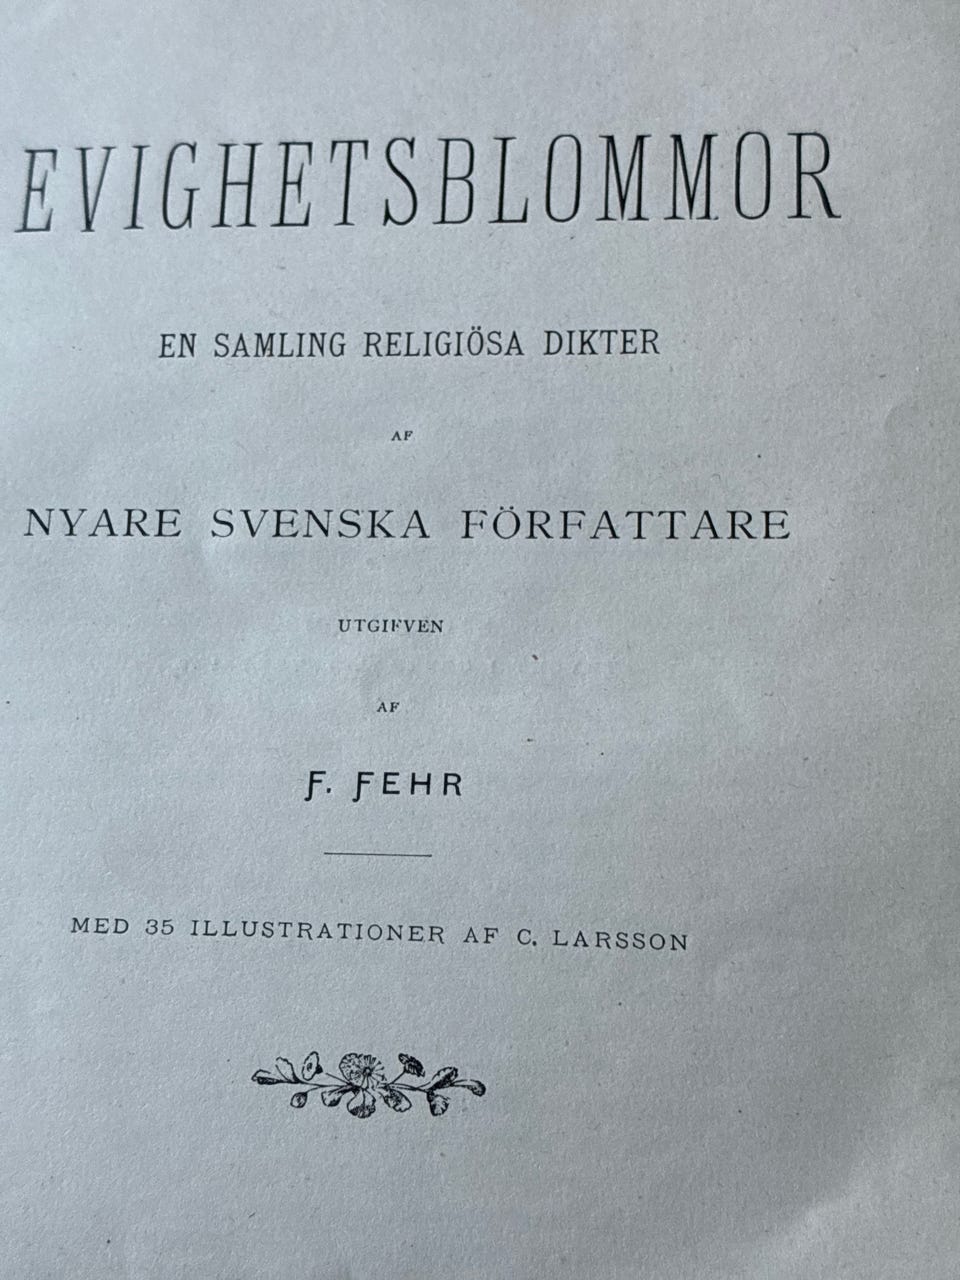 EVIGHETSBLOMMOR
EN SAMLING RELIGIÖSA DIKTER
AF
NYARE SVENSKA FÖRFATTARE
UTGIFVEN
AF
F. FEHR
MED 35 ILLUSTRATIONER AF C. LARSSON